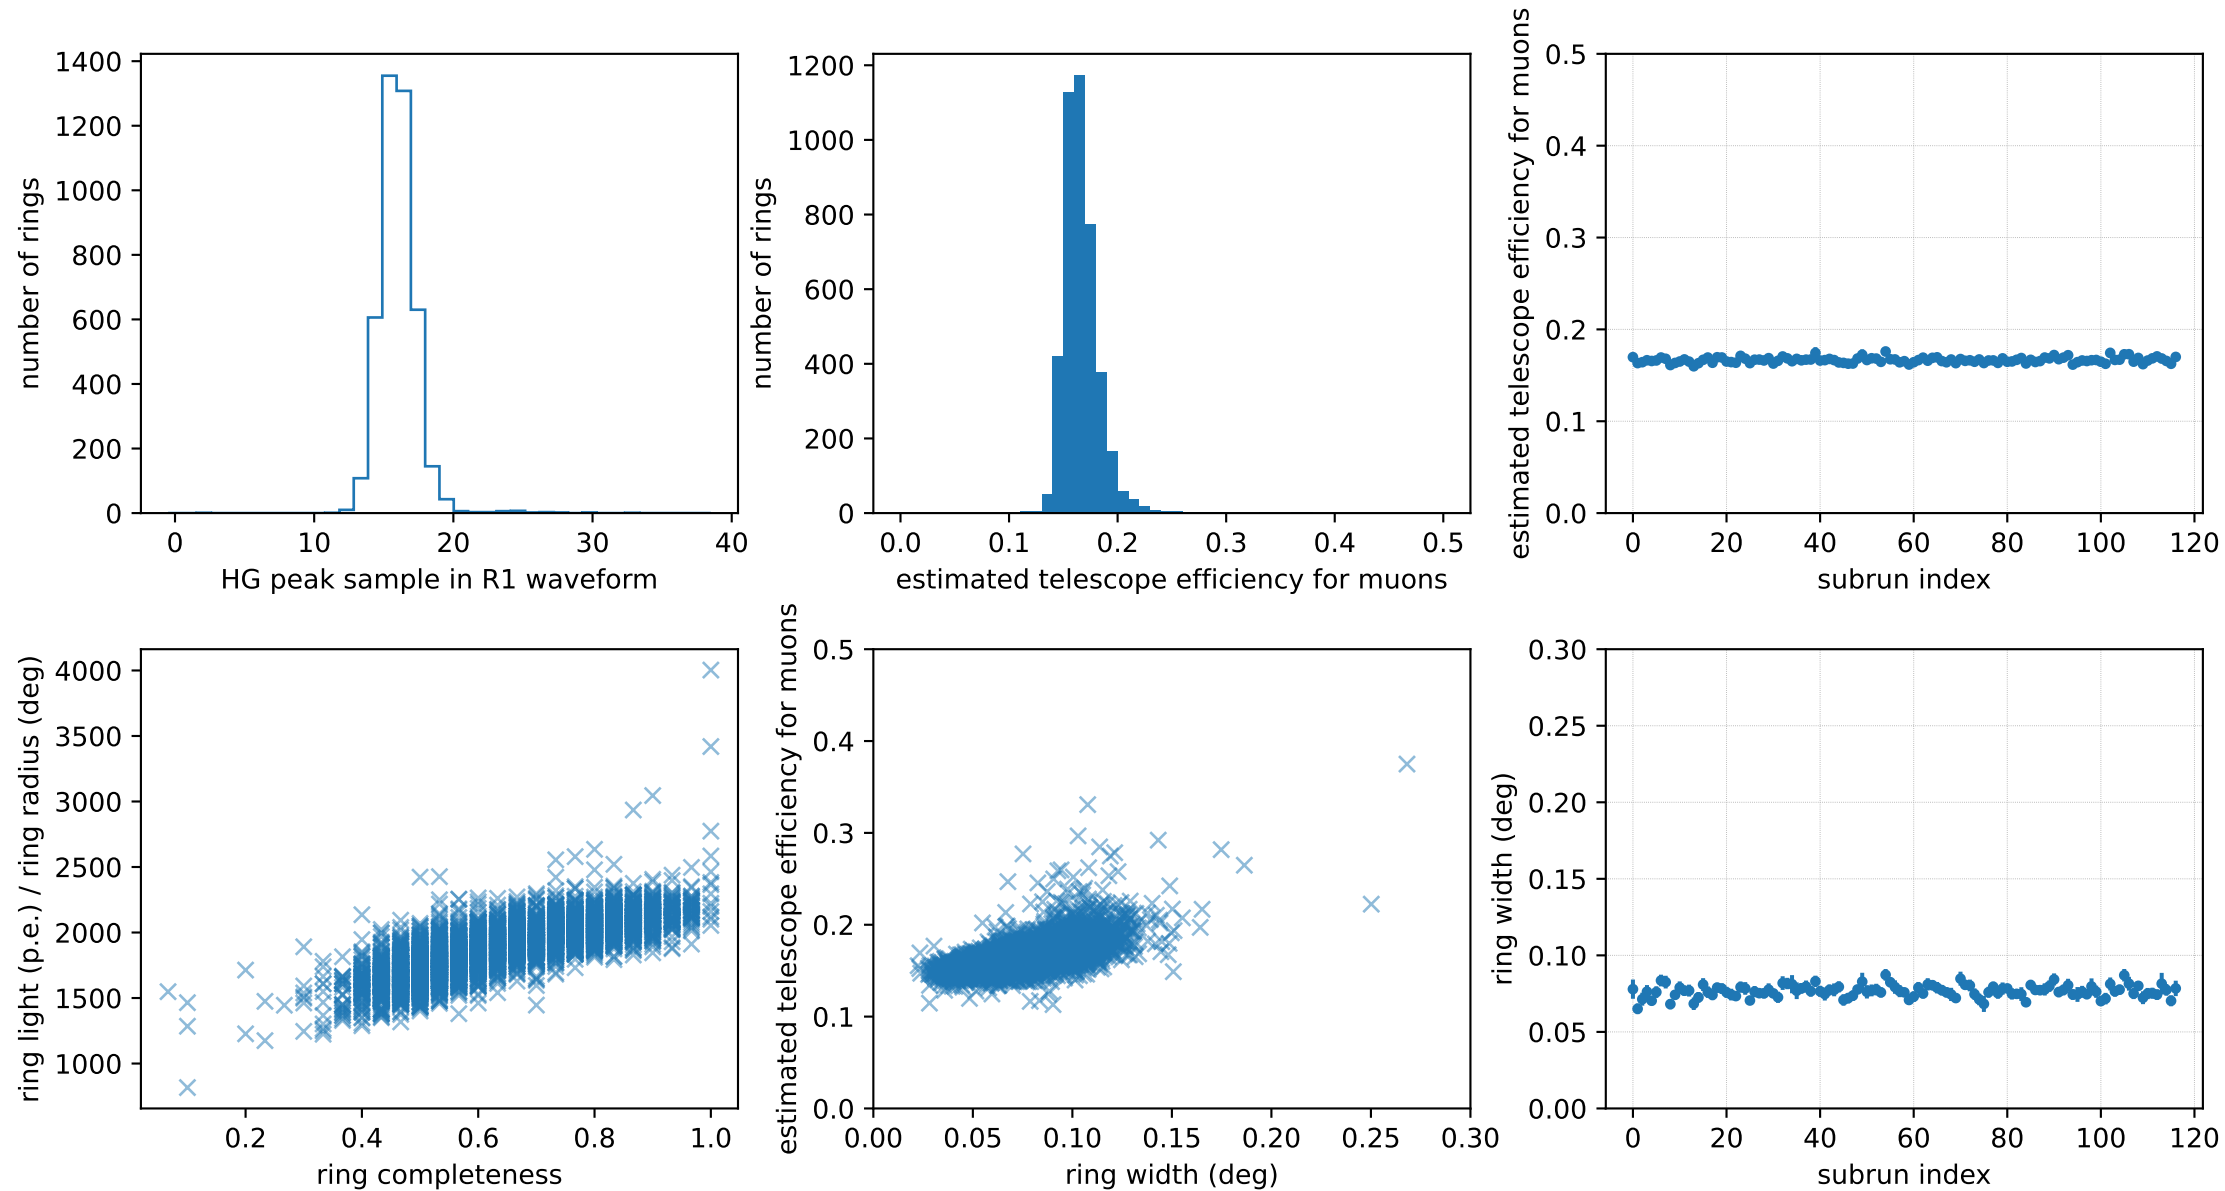 number of rings
1400
1200
1000
800
600
400
200
0
0 10 20 30 40
HG peak sample in R1 waveform
number of rings
1200
1000
800
600
400
200
0
0.0 0.1 0.2 0.3 0.4 0.5
estimated telescope efficiency for muons
estimated telescope efficiency for muons
0.5
0.4
0.3
0.2
0.1
0.0
0 20 40 60 80 100 120
subrun index
ring light (p.e.) / ring radius (deg)
4000
3500
3000
2500
2000
1500
1000
0.2 0.4 0.6 0.8 1.0
ring completeness
estimated telescope efficiency for muons
0.5
0.4
0.3
0.2
0.1
0.0
0.00 0.05 0.10 0.15 0.20 0.25 0.30
ring width (deg)
ring width (deg)
0.30
0.25
0.20
0.15
0.10
0.05
0.00
0 20 40 60 80 100 120
subrun index